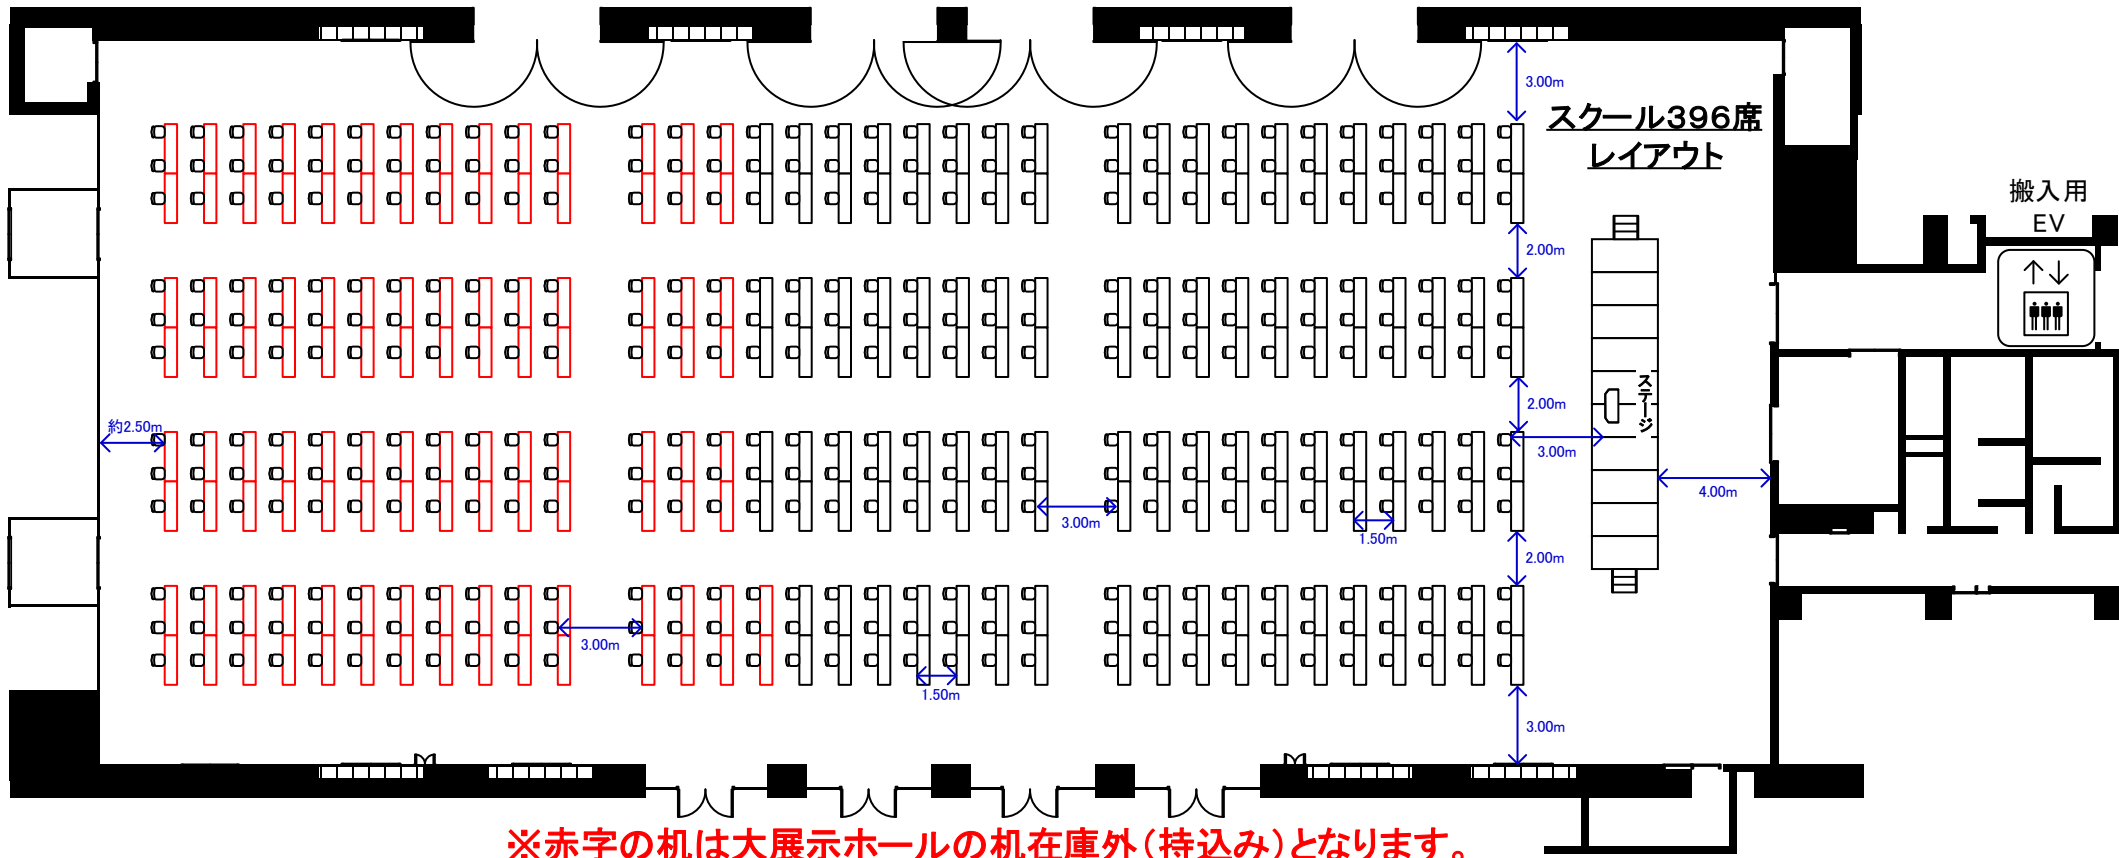 3.00m
スクール396席
レイアウト
搬入用
EV
2.00m
2.00m
ステージ
約2.50m
3.00m
4.00m
3.00m
1.50m
2.00m
3.00m
1.50m
3.00m
※赤字の机は大展示ホールの机在庫外(持込み)となります。